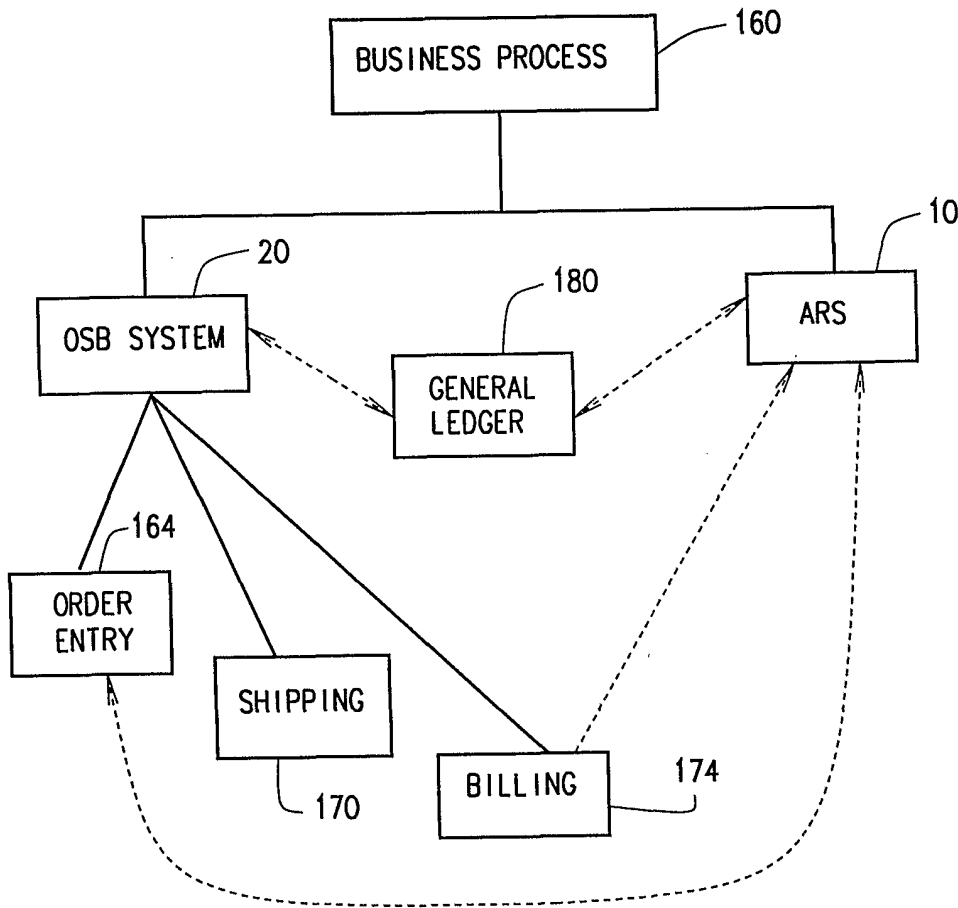 160
BUSINESS PROCESS
10
20
180
ARS
OSB SYSTEM
GENERAL
LEDGER
164
ORDER
ENTRY
SHIPPING
174
BILLING
170